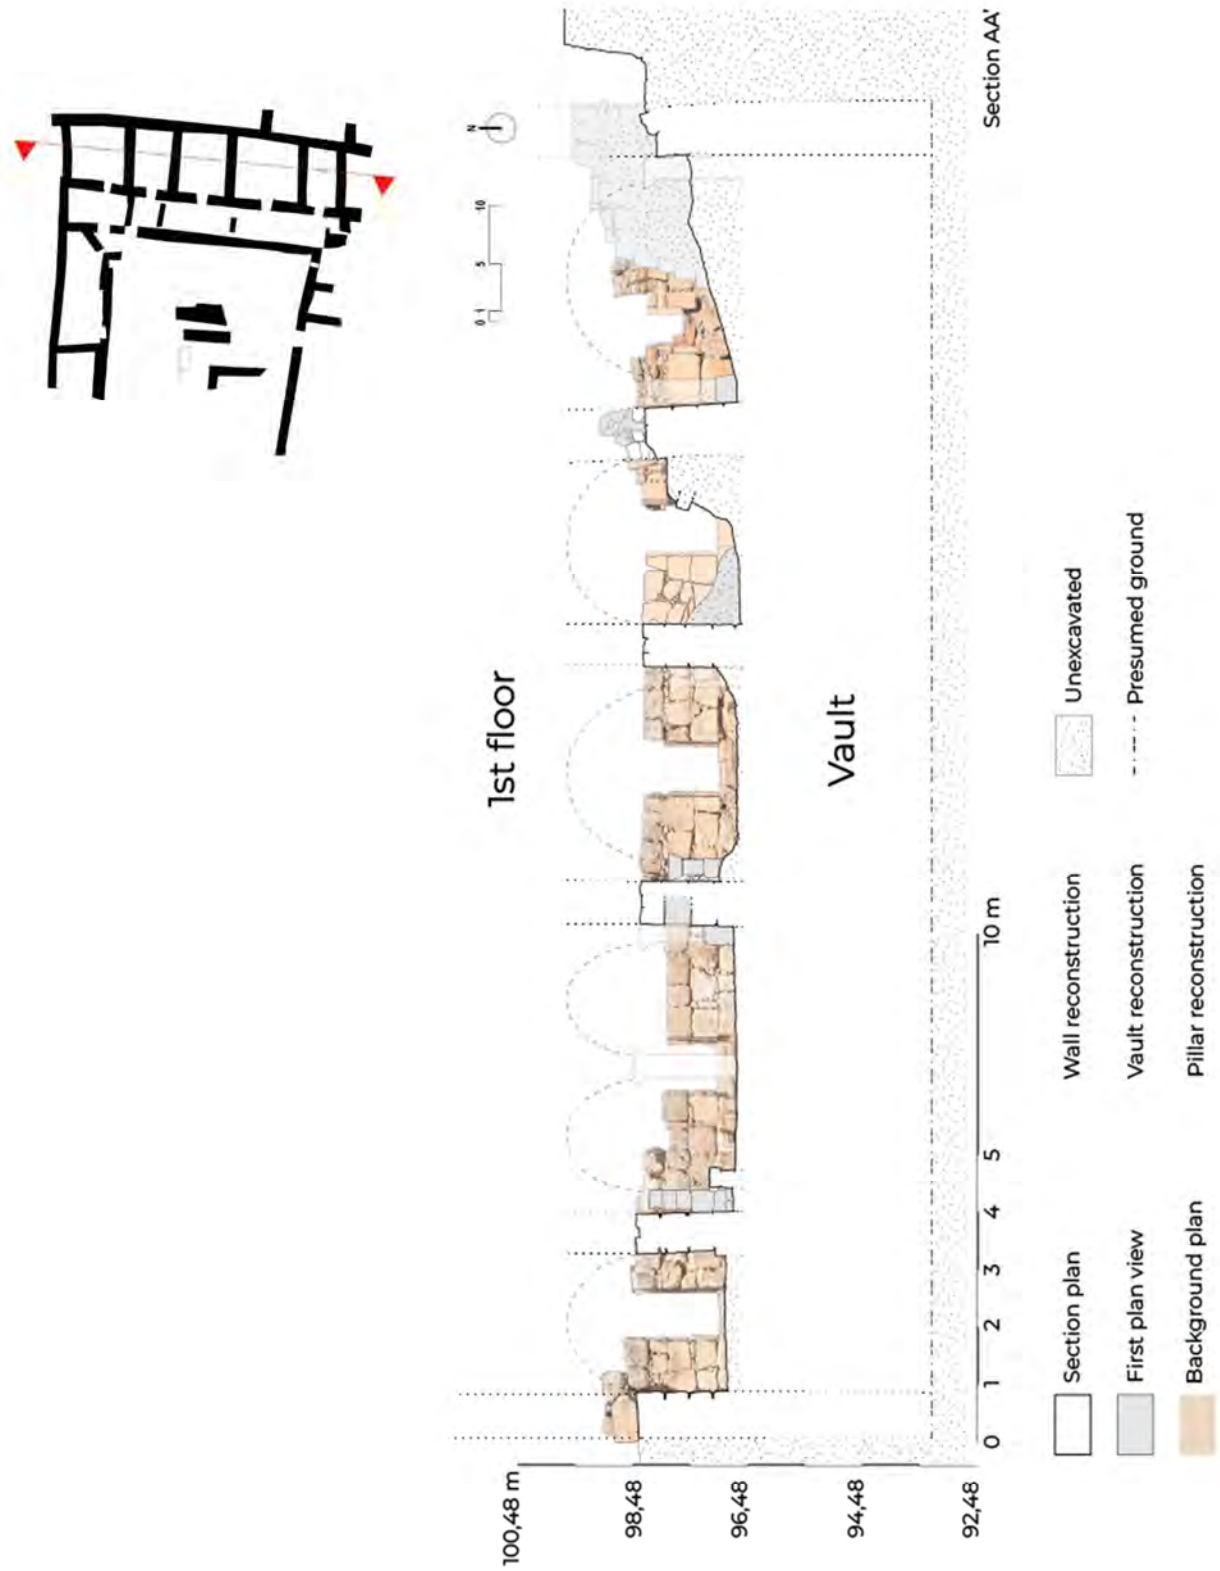 Section AA'
N
0 1 5 10
1st floor
Vault
100,48 m
98,48
96,48
94,48
92,48
0 1 2 3 4 5 10 m
Section plan
Wall reconstruction
Unexcavated
First plan view
Vault reconstruction
Presumed ground
Background plan
Pillar reconstruction